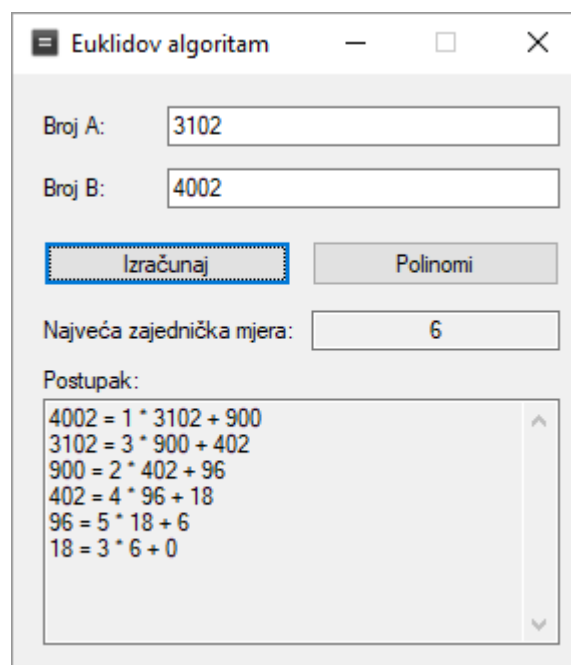 Euklidov algoritam
Broj A: 3102
Broj B: 4002
Izračunaj Polinomi
Najveća zajednička mjera: 6
Postupak:
4002 = 1 * 3102 + 900
3102 = 3 * 900 + 402
900 = 2 * 402 + 96
402 = 4 * 96 + 18
96 = 5 * 18 + 6
18 = 3 * 6 + 0